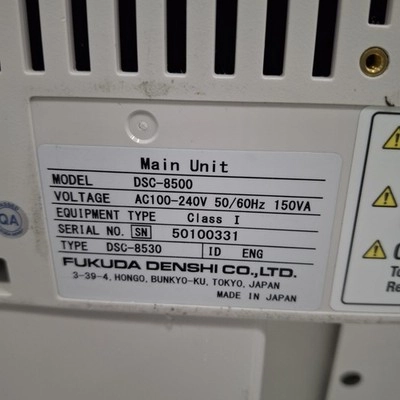 Main Unit
MODEL DSC-8500
VOLTAGE AC100-240V 50/60Hz 150VA
EQUIPMENT TYPE Class I
SERIAL NO. SN 50100331
TYPE DSC-8530 ID ENG
FUKUDA DENSHI CO.,LTD.
3-39-4, HONGO, BUNKYO-KU, TOKYO, JAPAN
MADE IN JAPAN
QA
To
Re